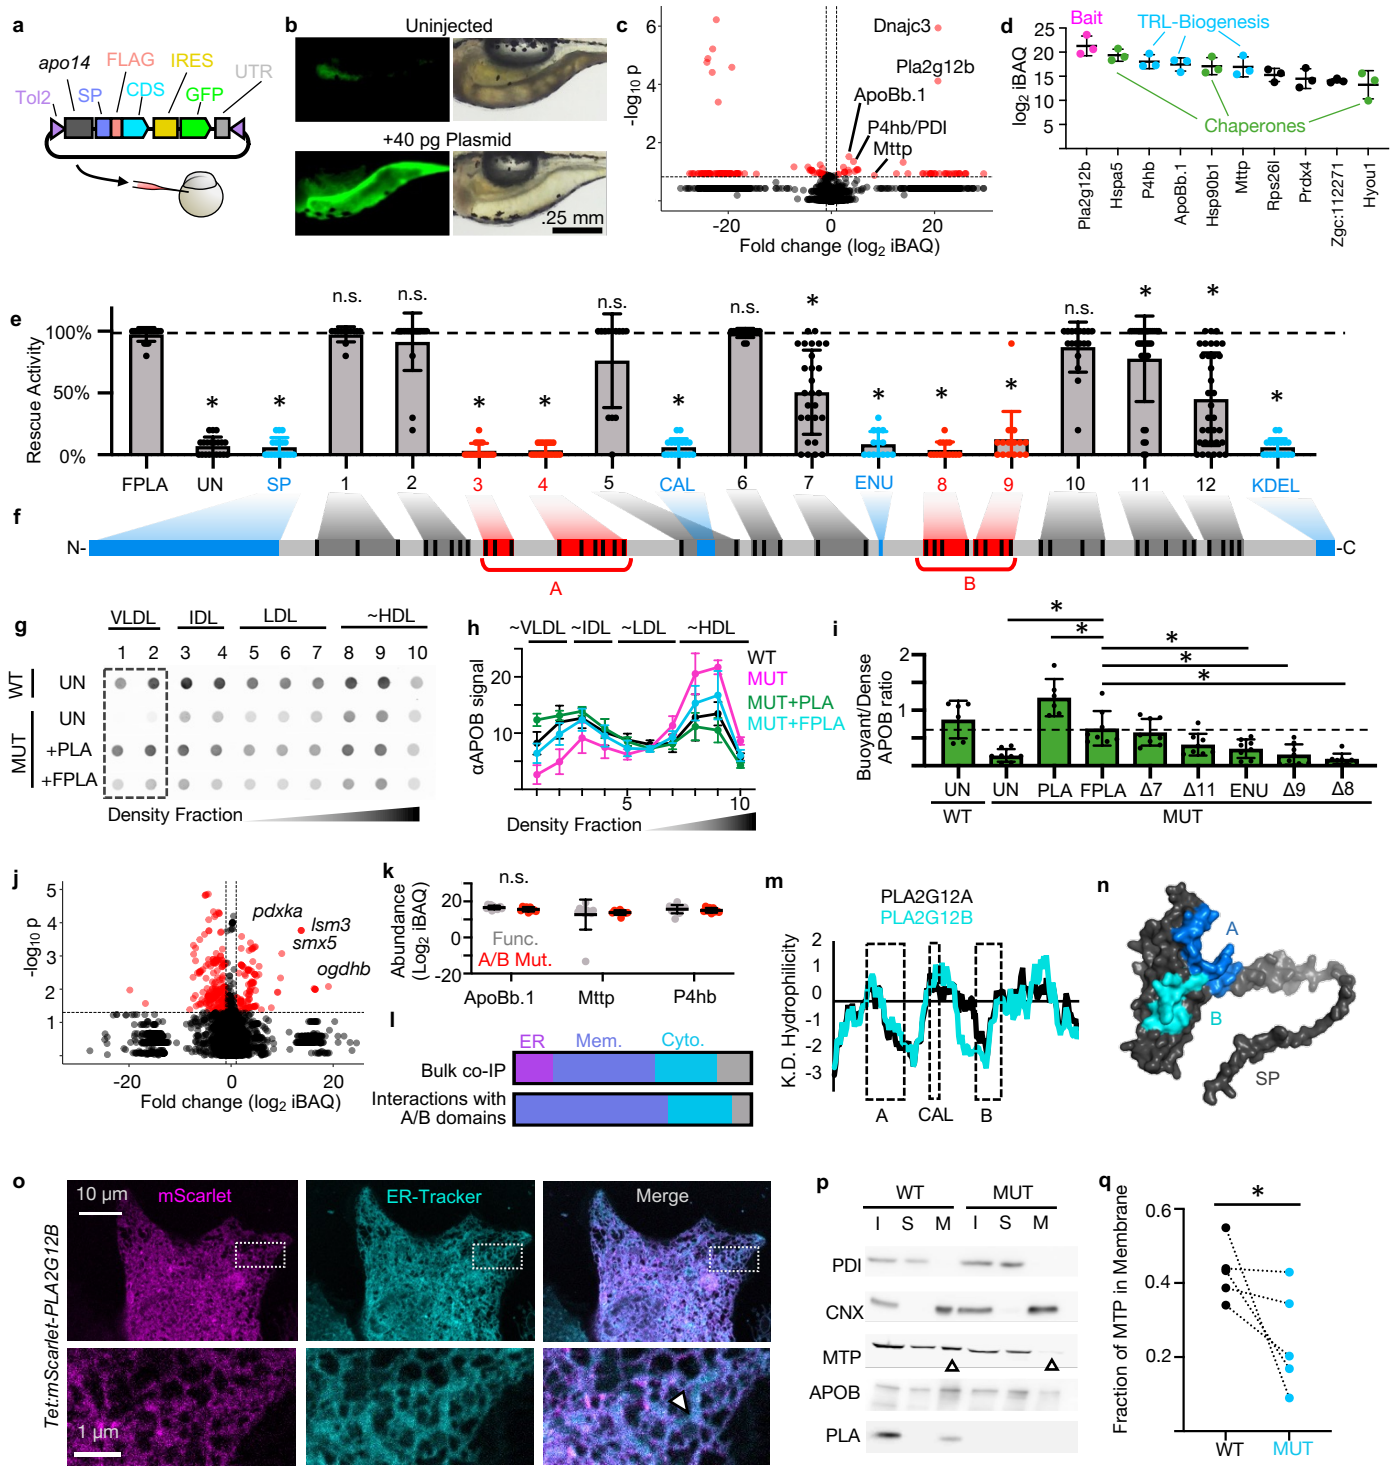 a
apo14
FLAG
IRES
UTR
Tol2
SP
CDS
GFP
b
Uninjected
+40 pg Plasmid
.25 mm
c
6
4
2
-log10 p
Dnajc3
Pla2g12b
ApoBb.1
P4hb/PDI
Mttp
-20
0
20
Fold change (log2 iBAQ)
d
25
20
15
10
5
log2 iBAQ
Bait
TRL-Biogenesis
Chaperones
Pla2g12b
Hspa5
P4hb
ApoBb.1
Hsp90b1
Mttp
Rps26l
Prdx4
Zgc:112271
Hyou1
e
Rescue Activity
100%
50%
0%
* * n.s. n.s. * * n.s. * n.s. * * * * n.s. * * *
FPLA UN SP 1 2 3 4 5 CAL 6 7 ENU 8 9 10 11 12 KDEL
f
N-
-C
A
B
g
VLDL IDL LDL ~HDL
1 2 3 4 5 6 7 8 9 10
WT
UN
MUT
UN
+PLA
+FPLA
Density Fraction
h
~VLDL ~IDL ~LDL ~HDL
αAPOB signal
20
10
WT
MUT
MUT+PLA
MUT+FPLA
5
10
Density Fraction
i
Buoyant/Dense
APOB ratio
2
1
0
*
*
*
*
*
UN UN PLA FPLA Δ7 Δ11 ENU Δ9 Δ8
WT
MUT
j
5
4
3
2
1
-log10 p
pdxka
lsm3
smx5
ogdhb
-20
0
20
Fold change (log2 iBAQ)
k
Abundance
(Log2 iBAQ)
20
0
-20
n.s.
Func.
A/B Mut.
ApoBb.1
Mttp
P4hb
l
ER
Mem.
Cyto.
Bulk co-IP
Interactions with
A/B domains
m
PLA2G12A
PLA2G12B
K.D. Hydrophilicity
2
1
0
-1
-2
-3
A
CAL
B
n
A
B
SP
o
Tet:mScarlet-PLA2G12B
10 µm
mScarlet
ER-Tracker
Merge
1 µm
p
WT
MUT
I S M I S M
PDI
CNX
MTP
APOB
PLA
q
*
Fraction of MTP in Membrane
0.6
0.4
0.2
WT
MUT